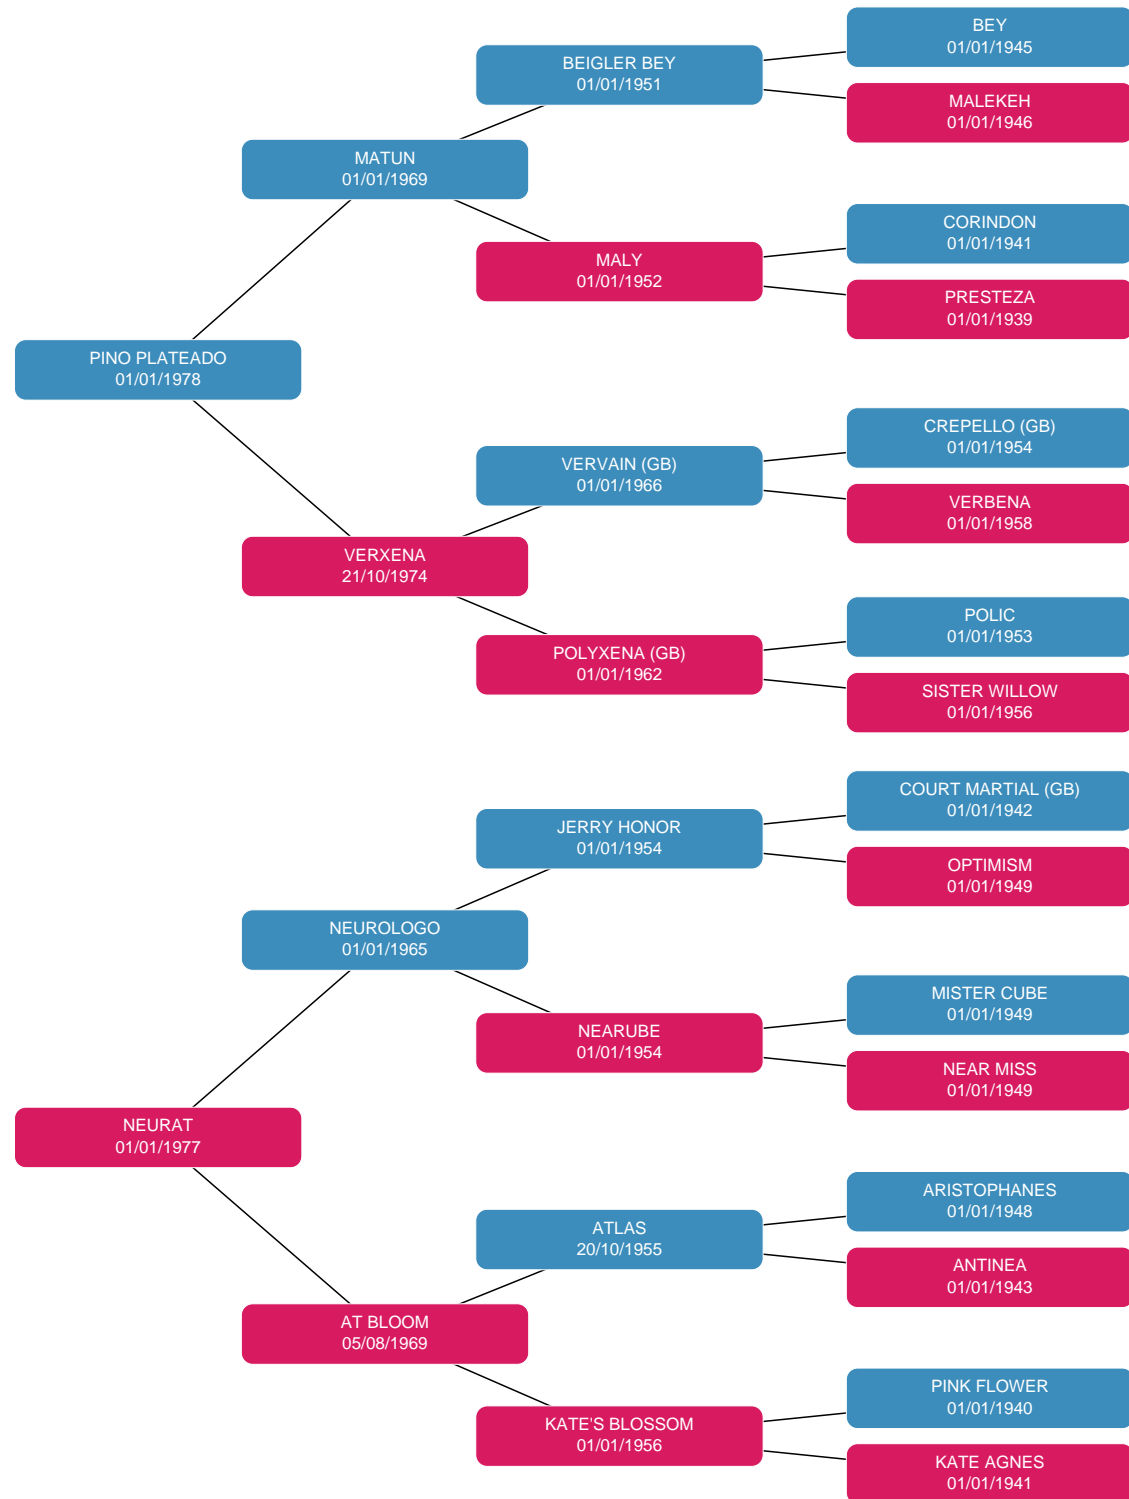 BEY
01/01/1945
BEIGLER BEY
01/01/1951
MALEKEH
01/01/1946
MATUN
01/01/1969
CORINDON
01/01/1941
MALY
01/01/1952
PRESTEZA
01/01/1939
PINO PLATEADO
01/01/1978
CREPELLO (GB)
01/01/1954
VERVAIN (GB)
01/01/1966
VERBENA
01/01/1958
VERXENA
21/10/1974
POLIC
01/01/1953
POLYXENA (GB)
01/01/1962
SISTER WILLOW
01/01/1956
COURT MARTIAL (GB)
01/01/1942
JERRY HONOR
01/01/1954
OPTIMISM
01/01/1949
NEUROLOGO
01/01/1965
MISTER CUBE
01/01/1949
NEARUBE
01/01/1954
NEAR MISS
01/01/1949
NEURAT
01/01/1977
ARISTOPHANES
01/01/1948
ATLAS
20/10/1955
ANTINEA
01/01/1943
AT BLOOM
05/08/1969
PINK FLOWER
01/01/1940
KATE'S BLOSSOM
01/01/1956
KATE AGNES
01/01/1941